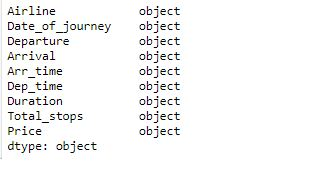 Airline object
Date_of_journey object
Departure object
Arrival object
Arr_time object
Dep_time object
Duration object
Total_stops object
Price object
dtype: object